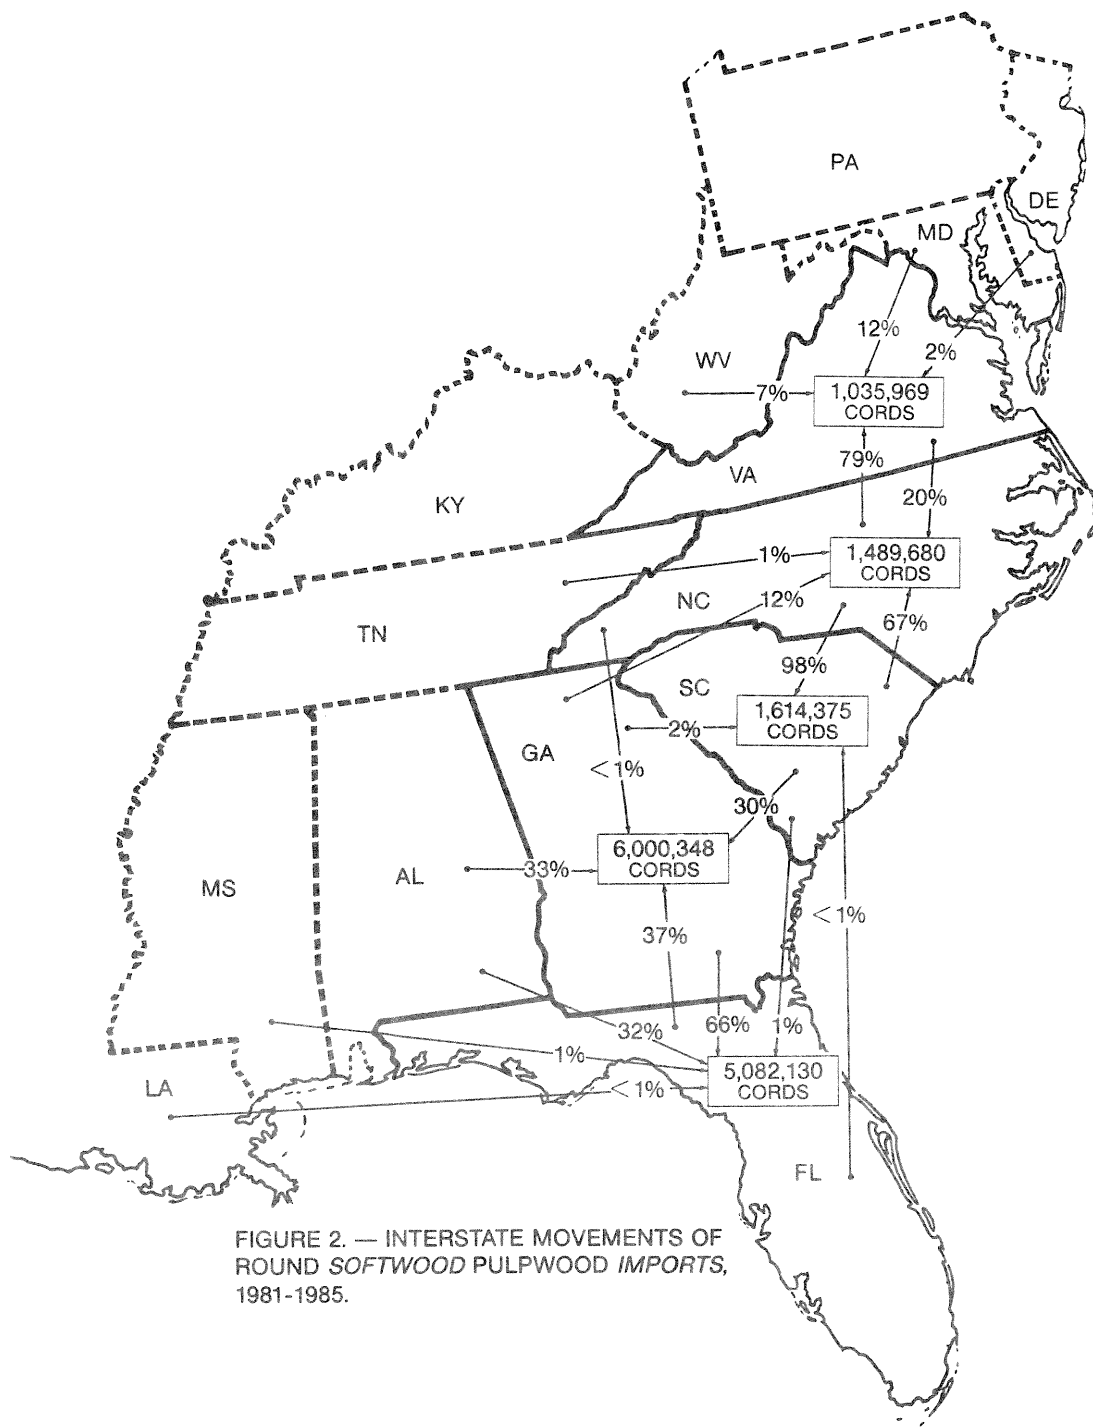 PA
DE
MD
12%
2%
WV
7%
1,035,969
CORDS
79%
VA
KY
20%
1%
1,489,680
CORDS
NC
12%
TN
67%
98%
SC
1,614,375
CORDS
2%
GA
<1%
30%
6,000,348
CORDS
33%
AL
MS
<1%
37%
32%
66%
1%
1%
5,082,130
CORDS
LA
<1%
FL
FIGURE 2. — INTERSTATE MOVEMENTS OF
ROUND SOFTWOOD PULPWOOD IMPORTS,
1981-1985.